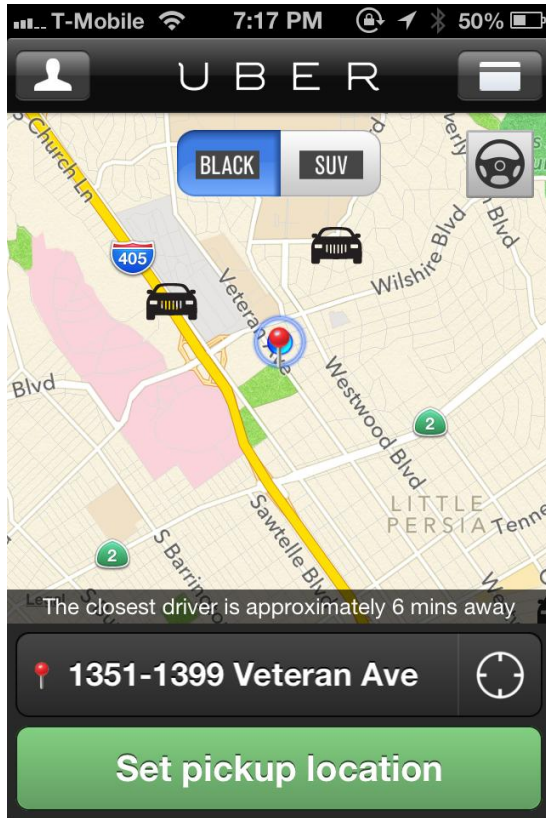 T-Mobile 7:17 PM 50%
UBER
BLACK SUV
S Church Ln
Blvd
405
Wilshire Blvd
Veteran Ave
Blvd
Westwood Blvd
2
LITTLE
PERSIA
Sawtelle Blvd
2
The closest driver is approximately 6 mins away
1351-1399 Veteran Ave
Set pickup location